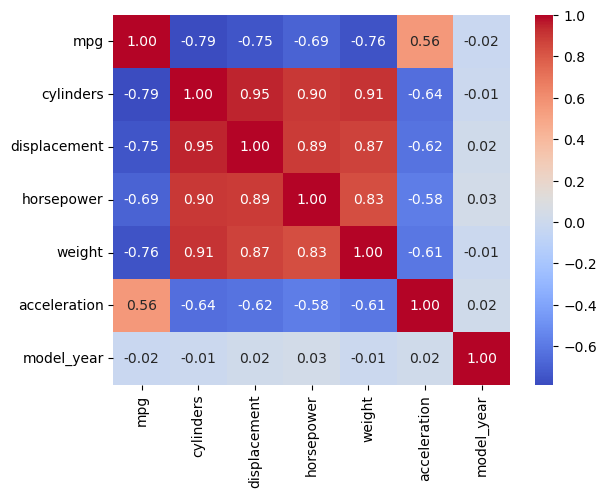 mpg 1.00 -0.79 -0.75 -0.69 -0.76 0.56 -0.02
cylinders -0.79 1.00 0.95 0.90 0.91 -0.64 -0.01
displacement -0.75 0.95 1.00 0.89 0.87 -0.62 0.02
horsepower -0.69 0.90 0.89 1.00 0.83 -0.58 0.03
weight -0.76 0.91 0.87 0.83 1.00 -0.61 -0.01
acceleration 0.56 -0.64 -0.62 -0.58 -0.61 1.00 0.02
model_year -0.02 -0.01 0.02 0.03 -0.01 0.02 1.00
mpg
cylinders
displacement
horsepower
weight
acceleration
model_year
1.0
0.8
0.6
0.4
0.2
0.0
−0.2
−0.4
−0.6